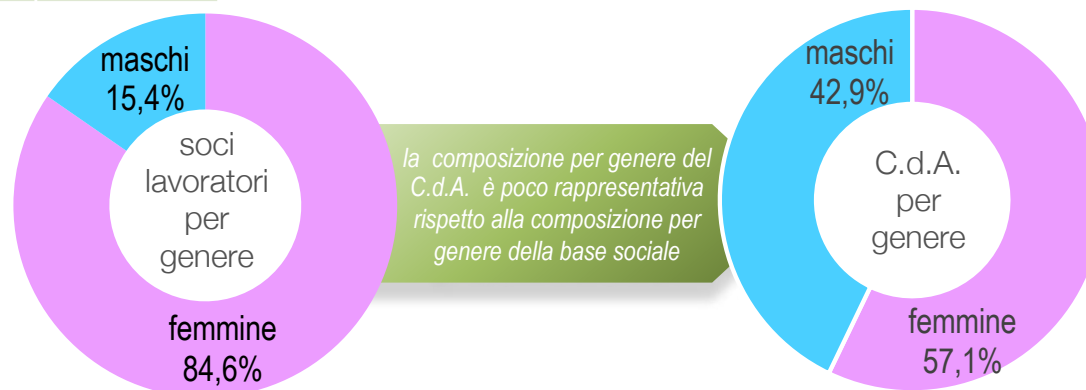 maschi
15,4%
soci
lavoratori
per
genere
femmine
84,6%
la composizione per genere del
C.d.A. è poco rappresentativa
rispetto alla composizione per
genere della base sociale
maschi
42,9%
C.d.A.
per
genere
femmine
57,1%